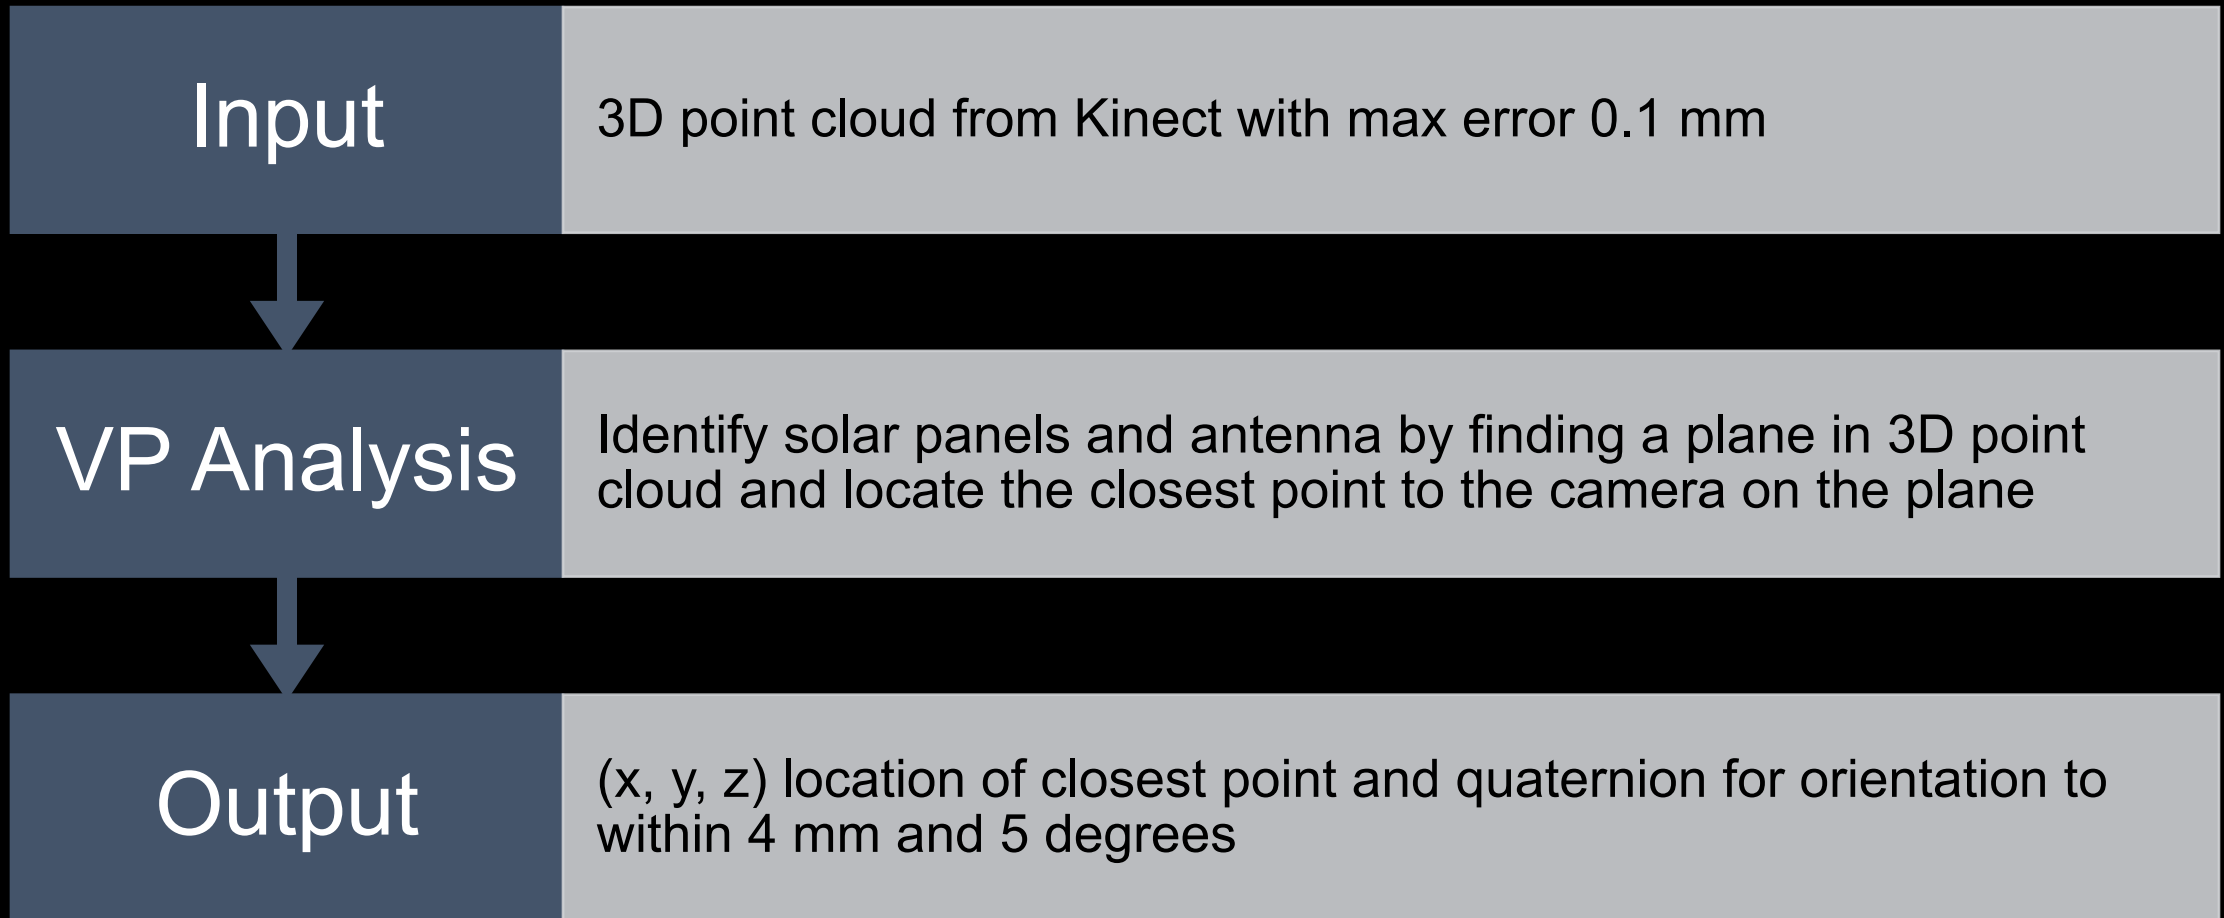 Input
3D point cloud from Kinect with max error 0.1 mm
VP Analysis
Identify solar panels and antenna by finding a plane in 3D point
cloud and locate the closest point to the camera on the plane
Output
(x, y, z) location of closest point and quaternion for orientation to
within 4 mm and 5 degrees